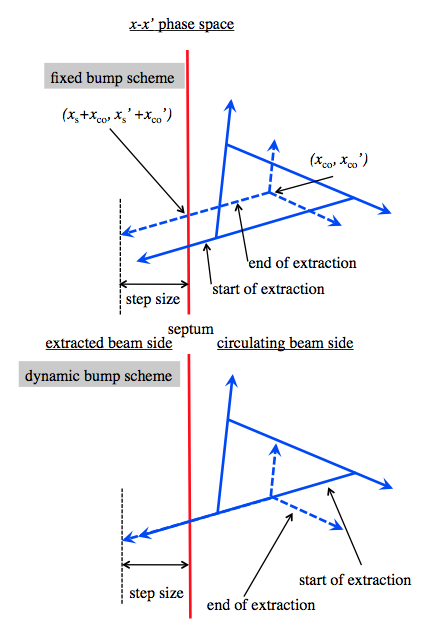 x-x' phase space
fixed bump scheme
(xs+xco, xs'+xco')
(xco, xco')
end of extraction
start of extraction
step size
septum
extracted beam side
circulating beam side
dynamic bump scheme
start of extraction
step size
end of extraction